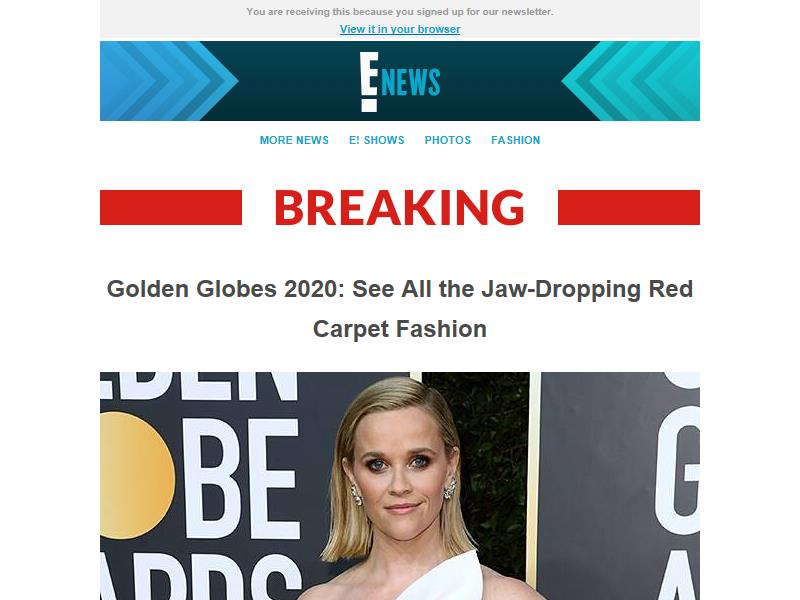 You are receiving this because you signed up for our newsletter.
View it in your browser
E! NEWS
MORE NEWS E! SHOWS PHOTOS FASHION
BREAKING
Golden Globes 2020: See All the Jaw-Dropping Red
Carpet Fashion
LDEN
BE
ARDS
G
A